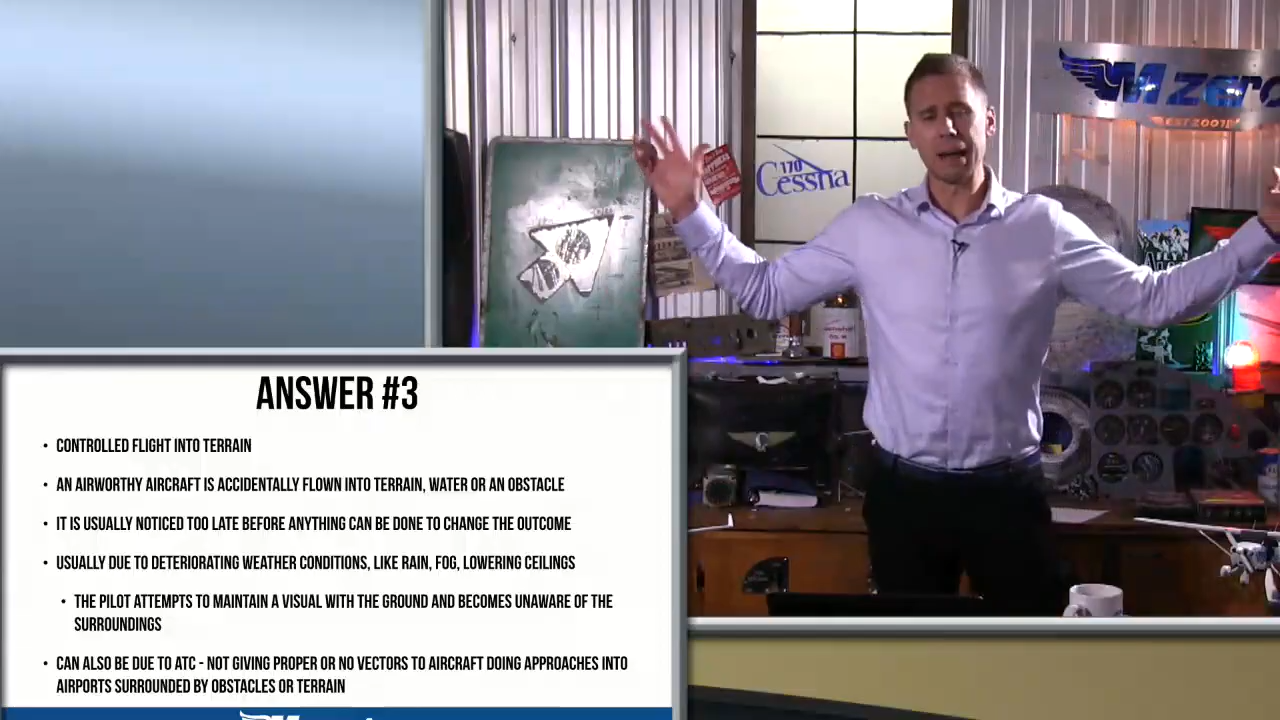 M zero
EST 2007
170
Cessna
ANSWER #3
• CONTROLLED FLIGHT INTO TERRAIN
• AN AIRWORTHY AIRCRAFT IS ACCIDENTALLY FLOWN INTO TERRAIN, WATER OR AN OBSTACLE
• IT IS USUALLY NOTICED TOO LATE BEFORE ANYTHING CAN BE DONE TO CHANGE THE OUTCOME
• USUALLY DUE TO DETERIORATING WEATHER CONDITIONS, LIKE RAIN, FOG, LOWERING CEILINGS
• THE PILOT ATTEMPTS TO MAINTAIN A VISUAL WITH THE GROUND AND BECOMES UNAWARE OF THE
SURROUNDINGS
• CAN ALSO BE DUE TO ATC - NOT GIVING PROPER OR NO VECTORS TO AIRCRAFT DOING APPROACHES INTO
AIRPORTS SURROUNDED BY OBSTACLES OR TERRAIN